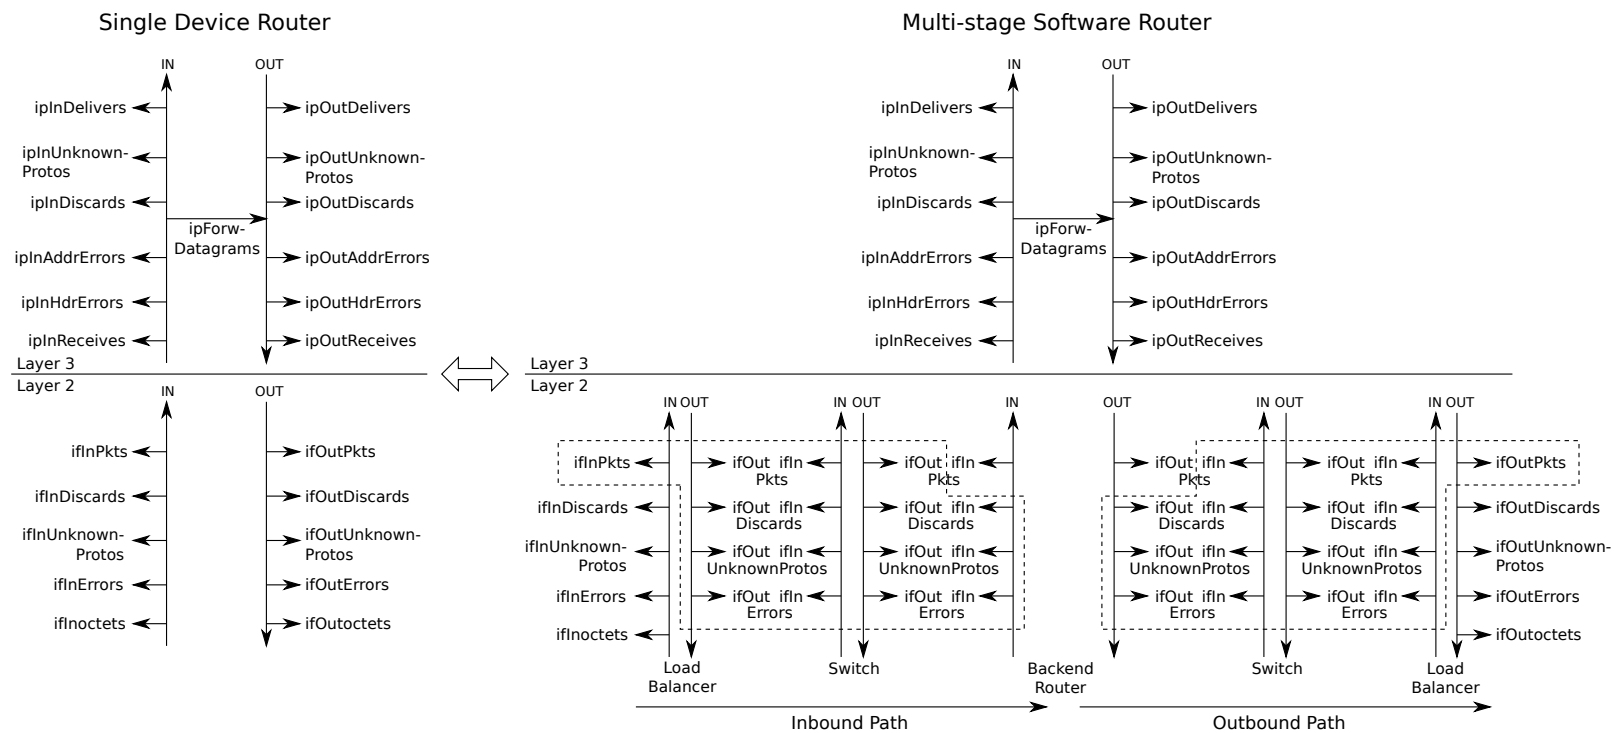 Single Device Router
IN OUT
ipInDelivers ipOutDelivers
ipInUnknown-
Protos
ipOutUnknown-
Protos
ipInDiscards ipOutDiscards
ipForw-
Datagrams
ipInAddrErrors ipOutAddrErrors
ipInHdrErrors ipOutHdrErrors
ipInReceives ipOutReceives
Layer 3
Layer 2
IN OUT
ifInPkts ifOutPkts
ifInDiscards ifOutDiscards
ifInUnknown-
Protos
ifOutUnknown-
Protos
ifInErrors ifOutErrors
ifInoctets ifOutoctets
Multi-stage Software Router
IN OUT
ipInDelivers ipOutDelivers
ipInUnknown-
Protos
ipOutUnknown-
Protos
ipInDiscards ipOutDiscards
ipForw-
Datagrams
ipInAddrErrors ipOutAddrErrors
ipInHdrErrors ipOutHdrErrors
ipInReceives ipOutReceives
Layer 3
Layer 2
IN OUT IN OUT IN OUT IN OUT IN OUT
ifInPkts ifOut ifIn ifOut ifIn ifOut ifIn ifOut ifIn ifOutPkts
Pkts Pkts Pkts Pkts
ifInDiscards ifOut ifIn ifOut ifIn ifOut ifIn ifOut ifIn ifOutDiscards
Discards Discards Discards Discards
ifInUnknown- ifOut ifIn ifOut ifIn ifOut ifIn ifOut ifIn ifOutUnknown-
Protos UnknownProtos UnknownProtos UnknownProtos UnknownProtos Protos
ifInErrors ifOut ifIn ifOut ifIn ifOut ifIn ifOut ifIn ifOutErrors
Errors Errors Errors Errors
ifInoctets ifOutoctets
Load
Balancer
Switch
Backend
Router
Switch
Load
Balancer
Inbound Path Outbound Path